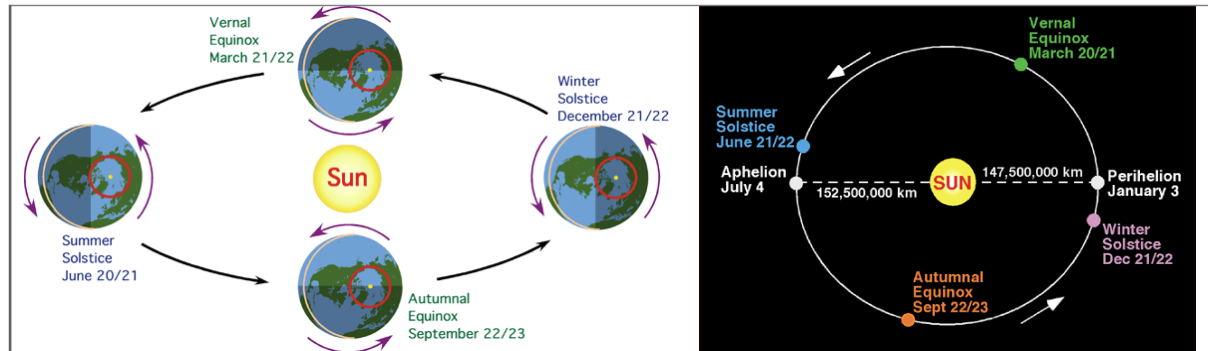 Vernal
Equinox
March 21/22
Winter
Solstice
December 21/22
Sun
Summer
Solstice
June 20/21
Autumnal
Equinox
September 22/23
Vernal
Equinox
March 20/21
Summer
Solstice
June 21/22
Aphelion
July 4
152,500,000 km
SUN
147,500,000 km
Perihelion
January 3
Winter
Solstice
Dec 21/22
Autumnal
Equinox
Sept 22/23